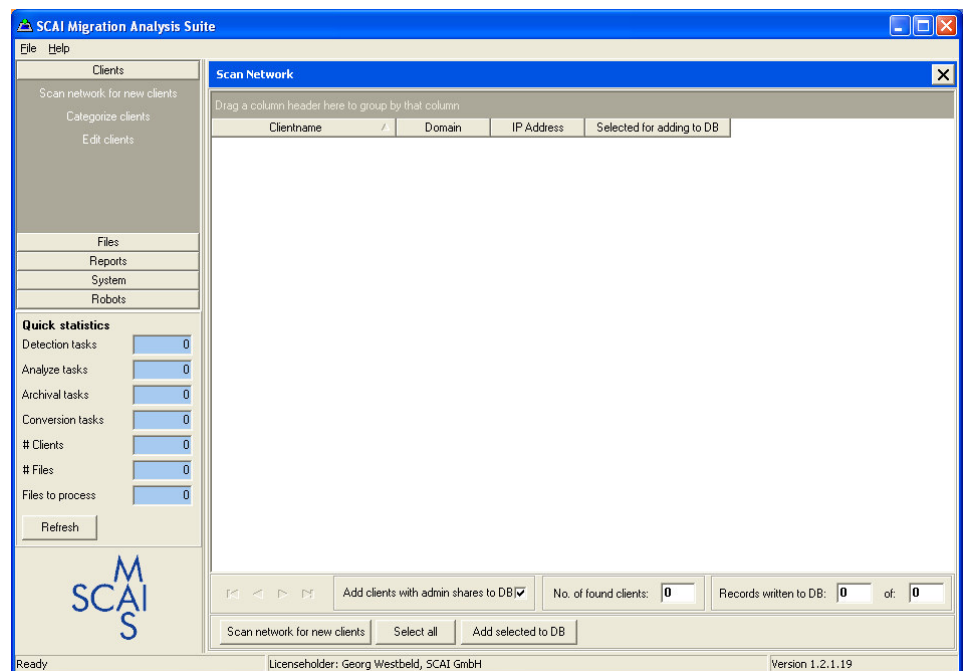 SCAI Migration Analysis Suite
File Help
Clients
Scan network for new clients
Categorize clients
Edit clients
Files
Reports
System
Robots
Quick statistics
Detection tasks 0
Analyze tasks 0
Archival tasks 0
Conversion tasks 0
# Clients 0
# Files 0
Files to process 0
Refresh
M
SCAI
S
Scan Network
Drag a column header here to group by that column
Clientname Domain IP Address Selected for adding to DB
Add clients with admin shares to DB No. of found clients: 0 Records written to DB: 0 of: 0
Scan network for new clients Select all Add selected to DB
Ready Licenseholder: Georg Westbeld, SCAI GmbH Version 1.2.1.19